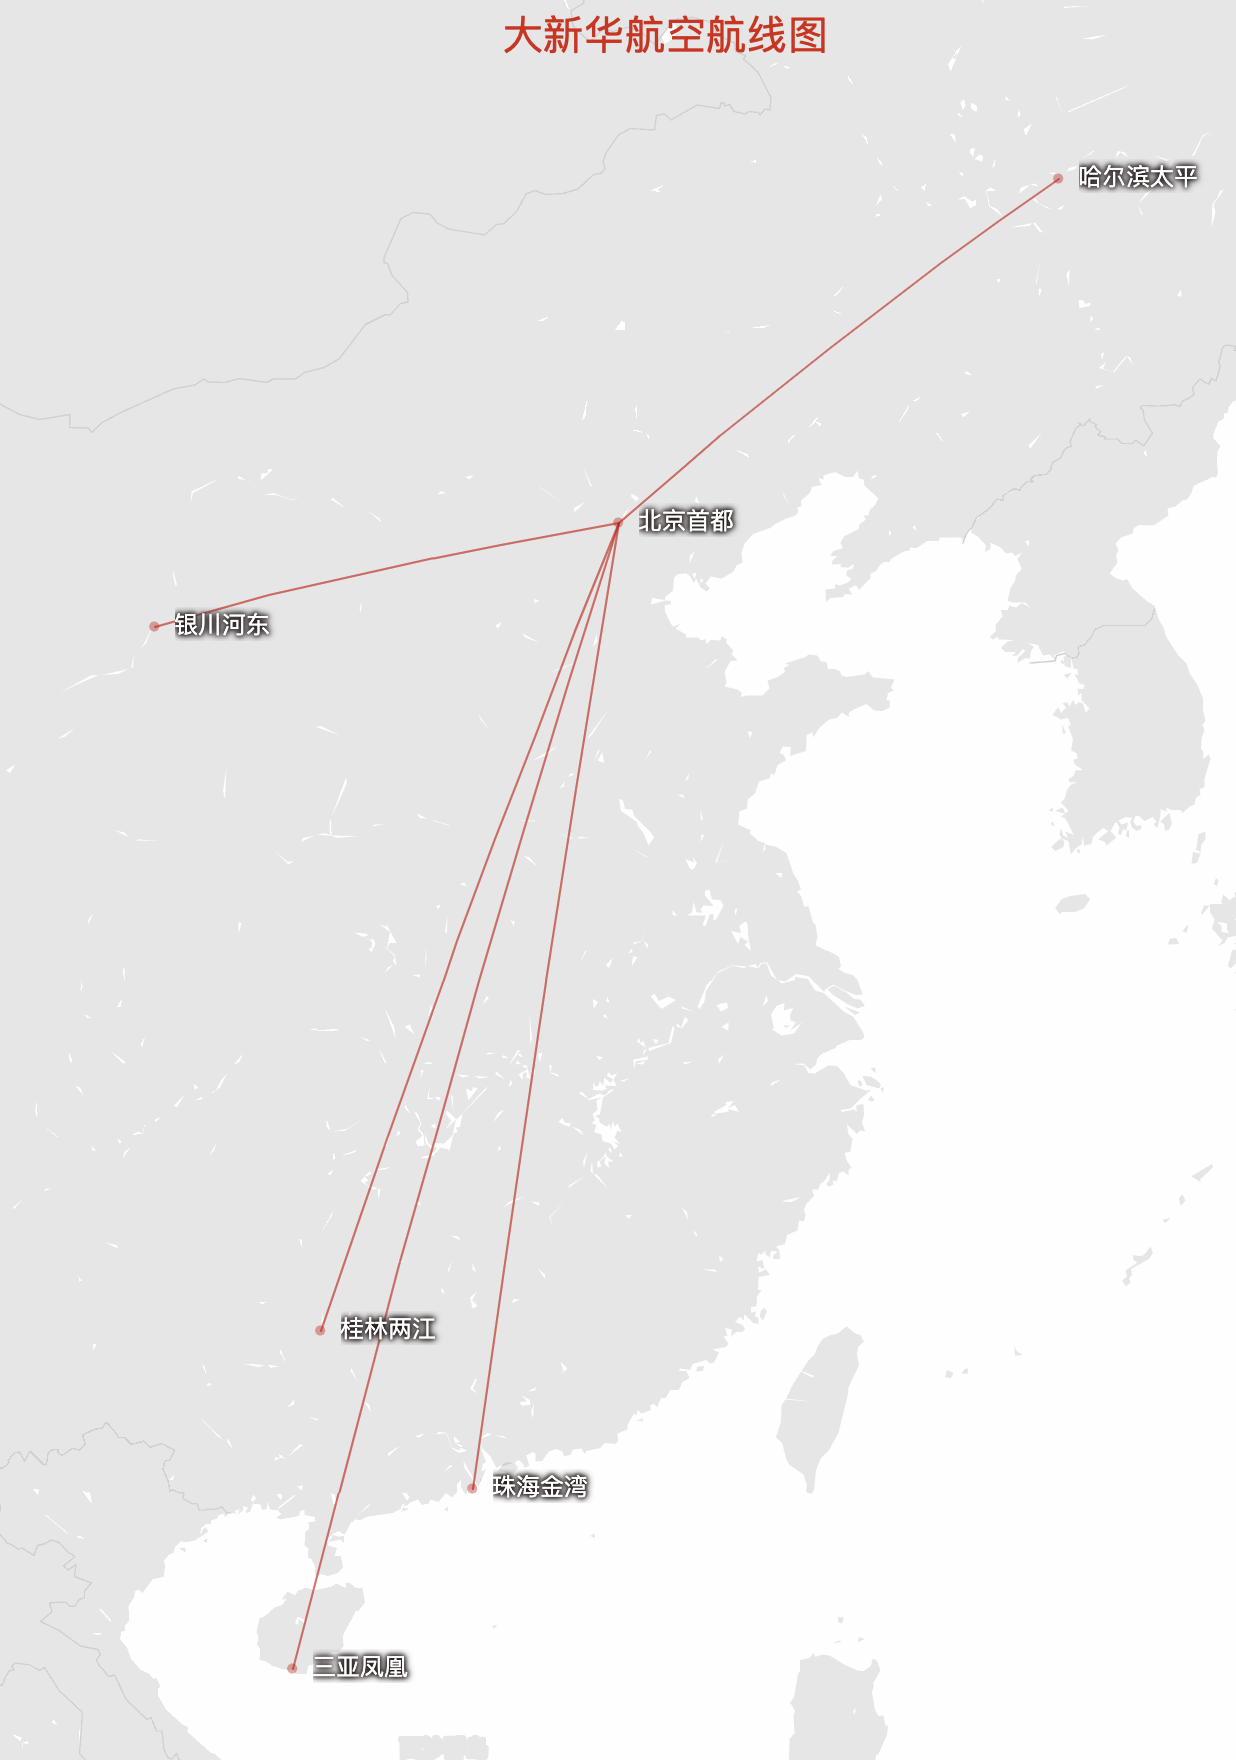 大新华航空航线图
哈尔滨太平
北京首都
银川河东
桂林两江
珠海金湾
三亚凤凰